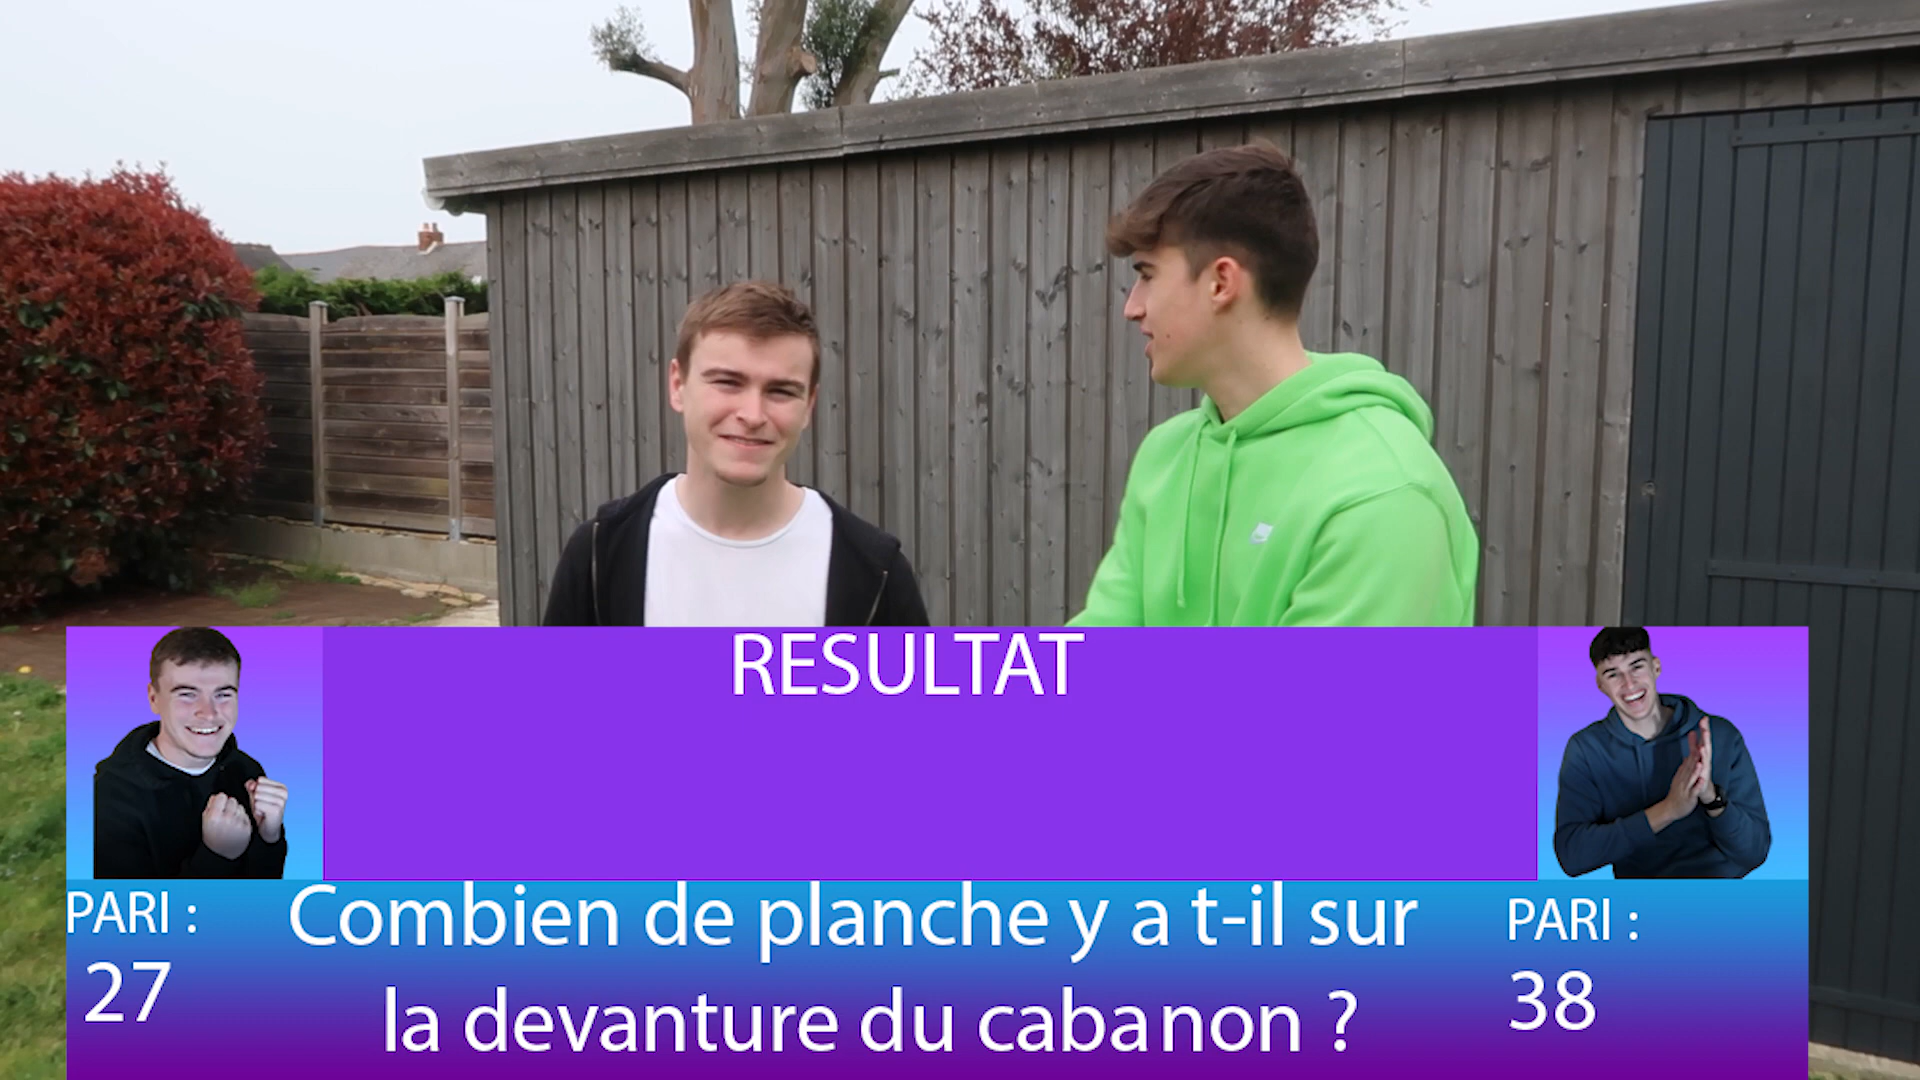 RESULTAT
PARI :
27
Combien de planche y a t-il sur
la devanture du cabanon ?
PARI :
38